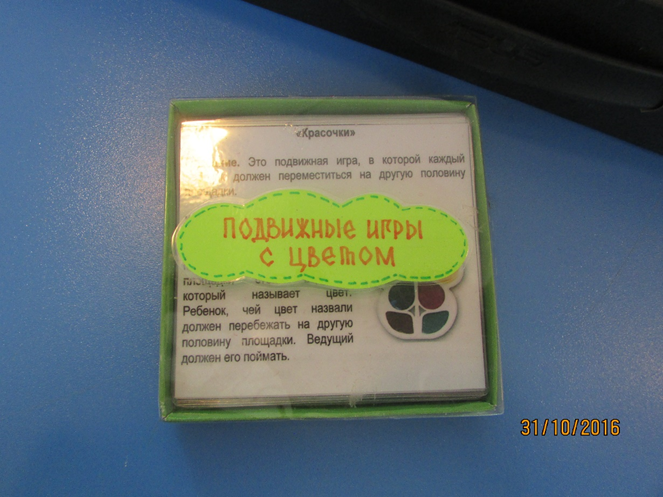 «Красочки»
Это подвижная игра, в которой каждый
должен переместиться на другую половину
ПОДВИЖНЫЕ ИГРЫ
С ЦВЕТОМ
который называет цвет.
Ребенок, чей цвет назвали
должен перебежать на другую
половину площадки. Ведущий
должен его поймать.
31/10/2016